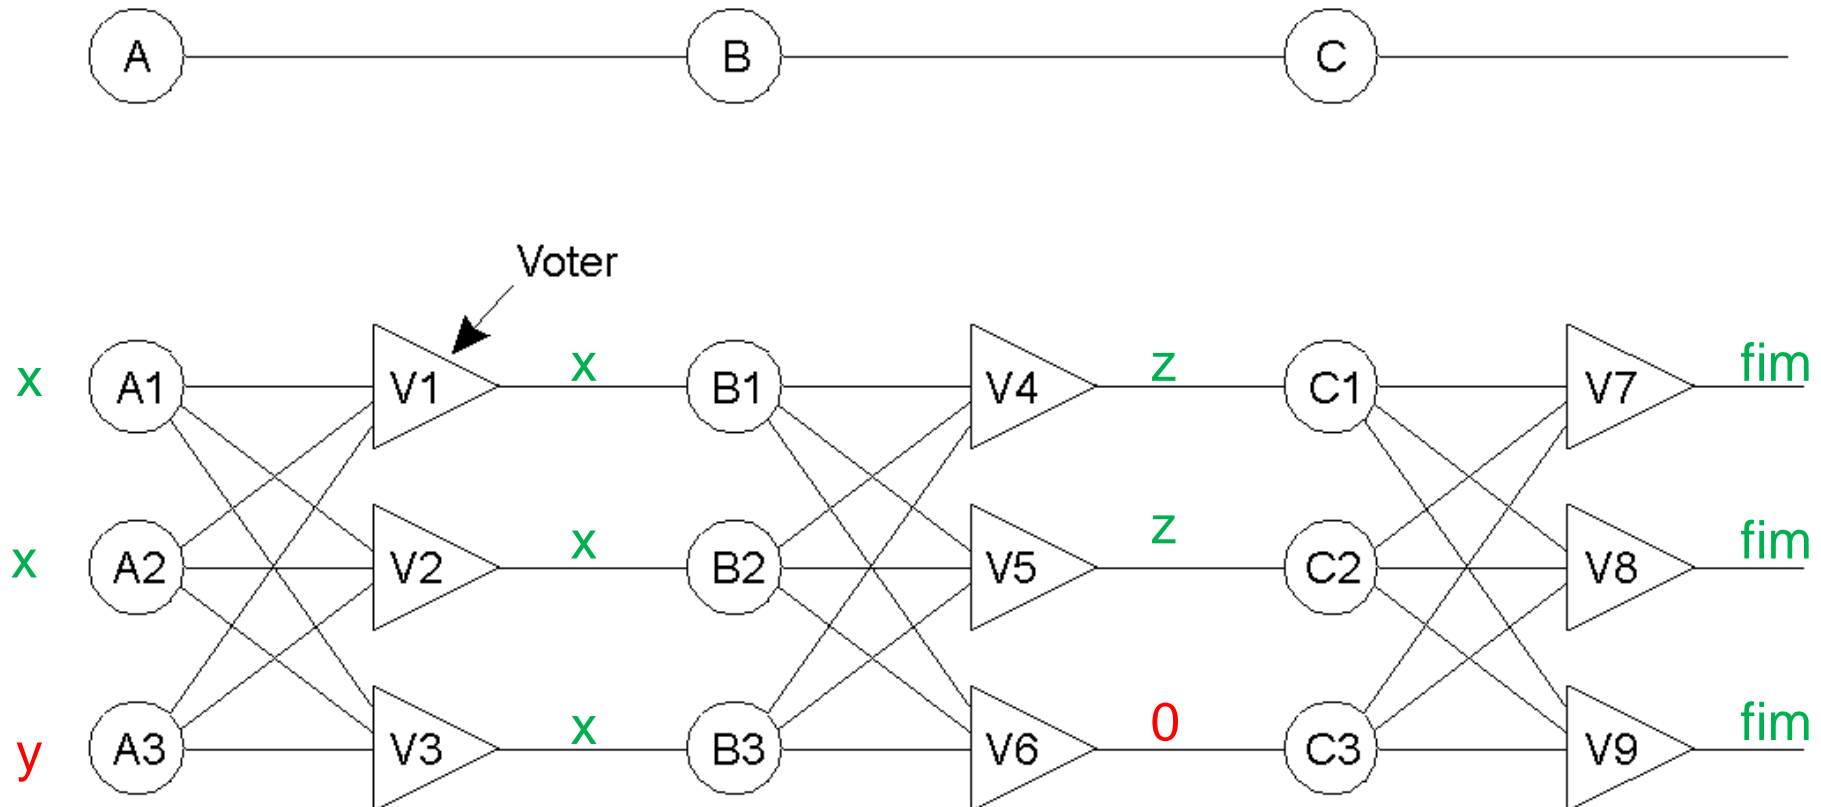 A B C
Voter
x A1 V1 x B1 V4 z C1 V7 fim
x A2 V2 x B2 V5 z C2 V8 fim
y A3 V3 x B3 V6 0 C3 V9 fim